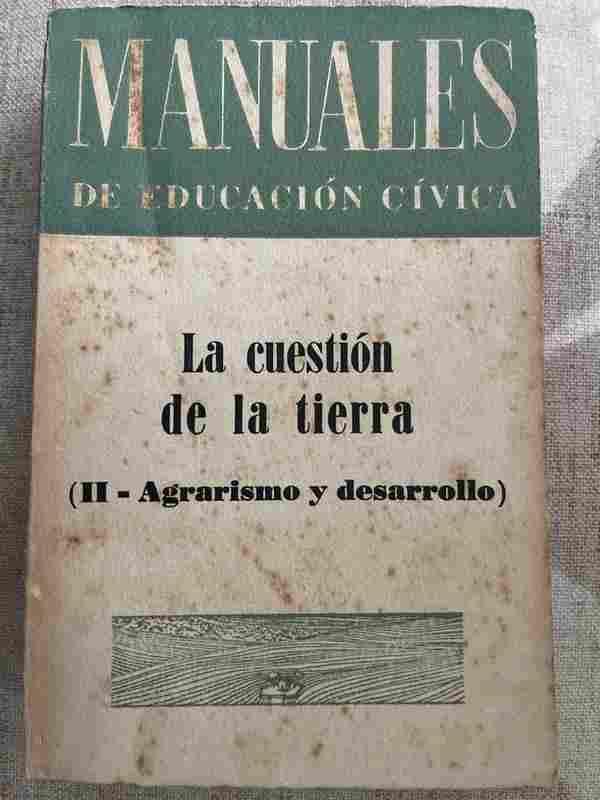 MANUALES
DE EDUCACIÓN CÍVICA
La cuestión
de la tierra
(II - Agrarismo y desarrollo)